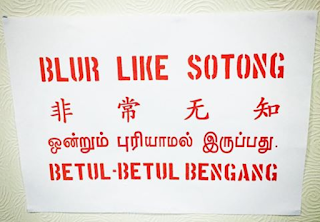 BLUR LIKE SOTONG
非常无知
ஒன்றும் புரியாமல் இருப்பது.
BETUL-BETUL BENGANG